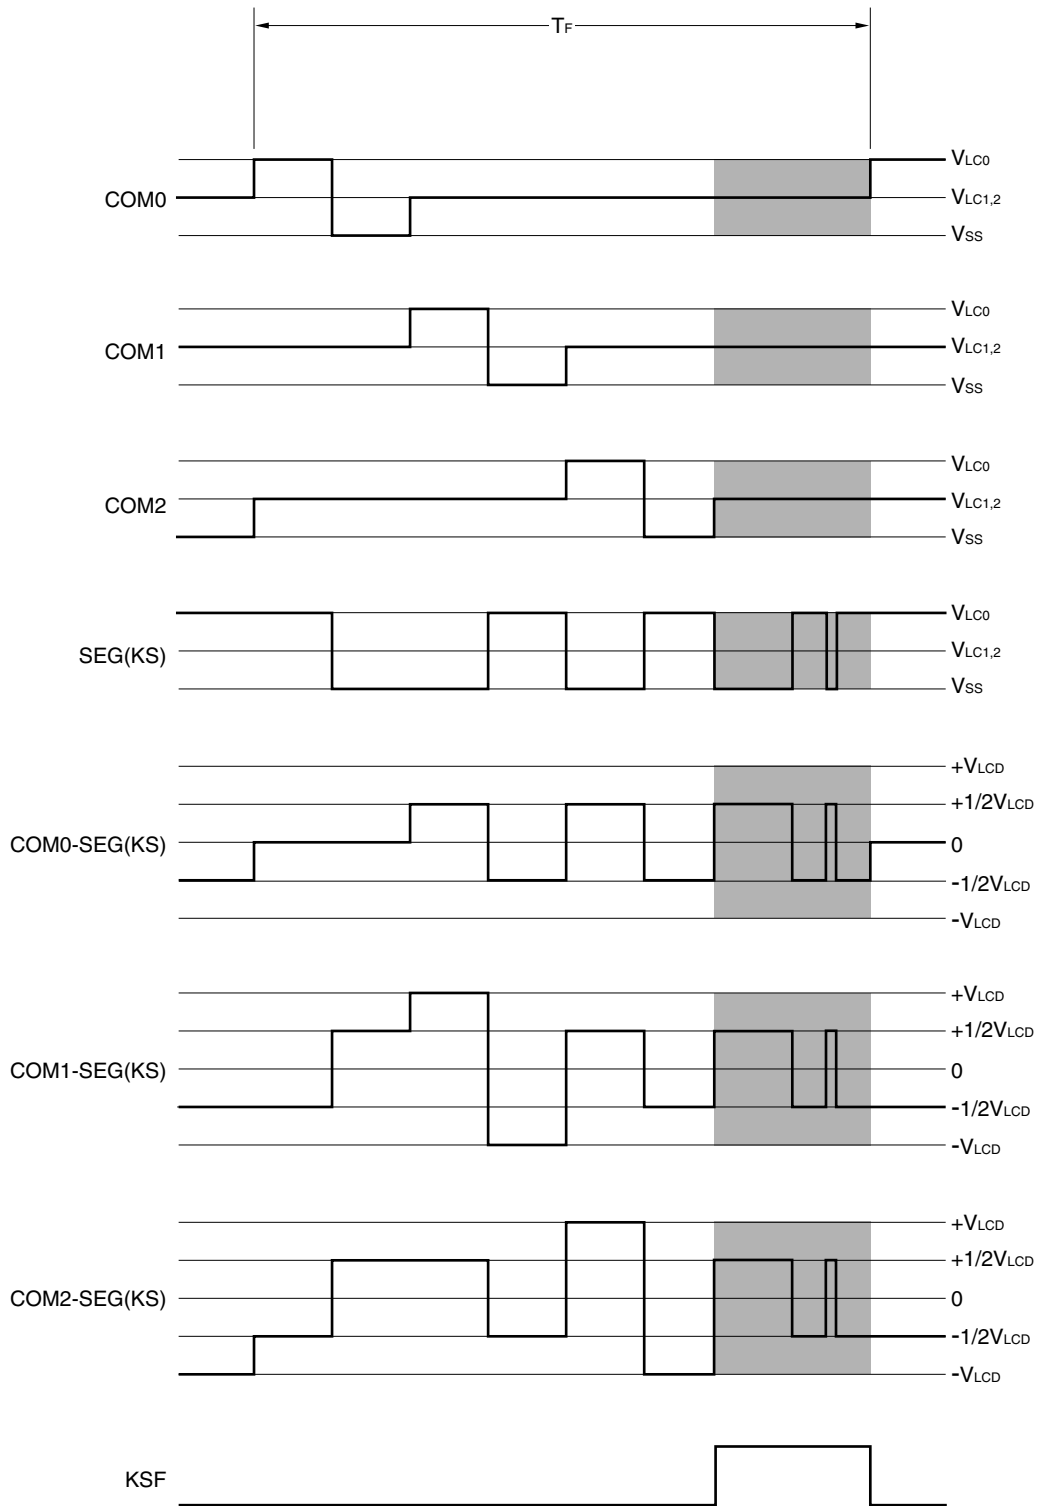 TF
COM0
VLC0
VLC1,2
VSS
COM1
VLC0
VLC1,2
VSS
COM2
VLC0
VLC1,2
VSS
SEG(KS)
VLC0
VLC1,2
VSS
COM0-SEG(KS)
+VLCD
+1/2VLCD
0
-1/2VLCD
-VLCD
COM1-SEG(KS)
+VLCD
+1/2VLCD
0
-1/2VLCD
-VLCD
COM2-SEG(KS)
+VLCD
+1/2VLCD
0
-1/2VLCD
-VLCD
KSF